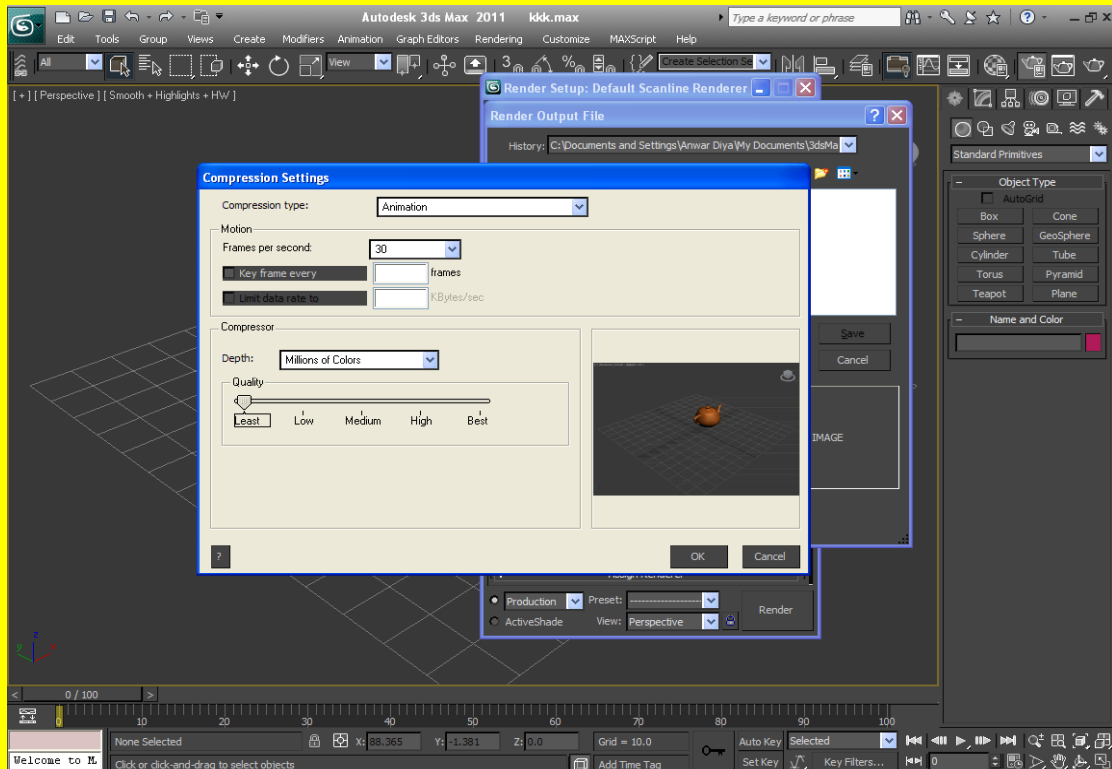 Autodesk 3ds Max 2011 kkk.max
Type a keyword or phrase
Edit Tools Group Views Create Modifiers Animation Graph Editors Rendering Customize MAXScript Help
All View Create Selection Se
[ + ] [ Perspective ] [ Smooth + Highlights + HW ]
Render Setup: Default Scanline Renderer
Render Output File
History: C:\Documents and Settings\Anwar Diya\My Documents\3dsMa
Compression Settings
Compression type: Animation
Motion
Frames per second: 30
Key frame every frames
Limit data rate to KBytes/sec
Compressor
Depth: Millions of Colors
Quality
Least Low Medium High Best
? OK Cancel
Save
Cancel
IMAGE
Production Preset:
Render
ActiveShade View: Perspective
Standard Primitives
Object Type
AutoGrid
Box Cone
Sphere GeoSphere
Cylinder Tube
Torus Pyramid
Teapot Plane
Name and Color
z
y x
< 0 / 100 >
0 10 20 30 40 50 60 70 80 90 100
None Selected X: 88.365 Y: -1.381 Z: 0.0 Grid = 10.0 Auto Key Selected
Welcome to M Click or click-and-drag to select objects Add Time Tag Set Key Key Filters... 0